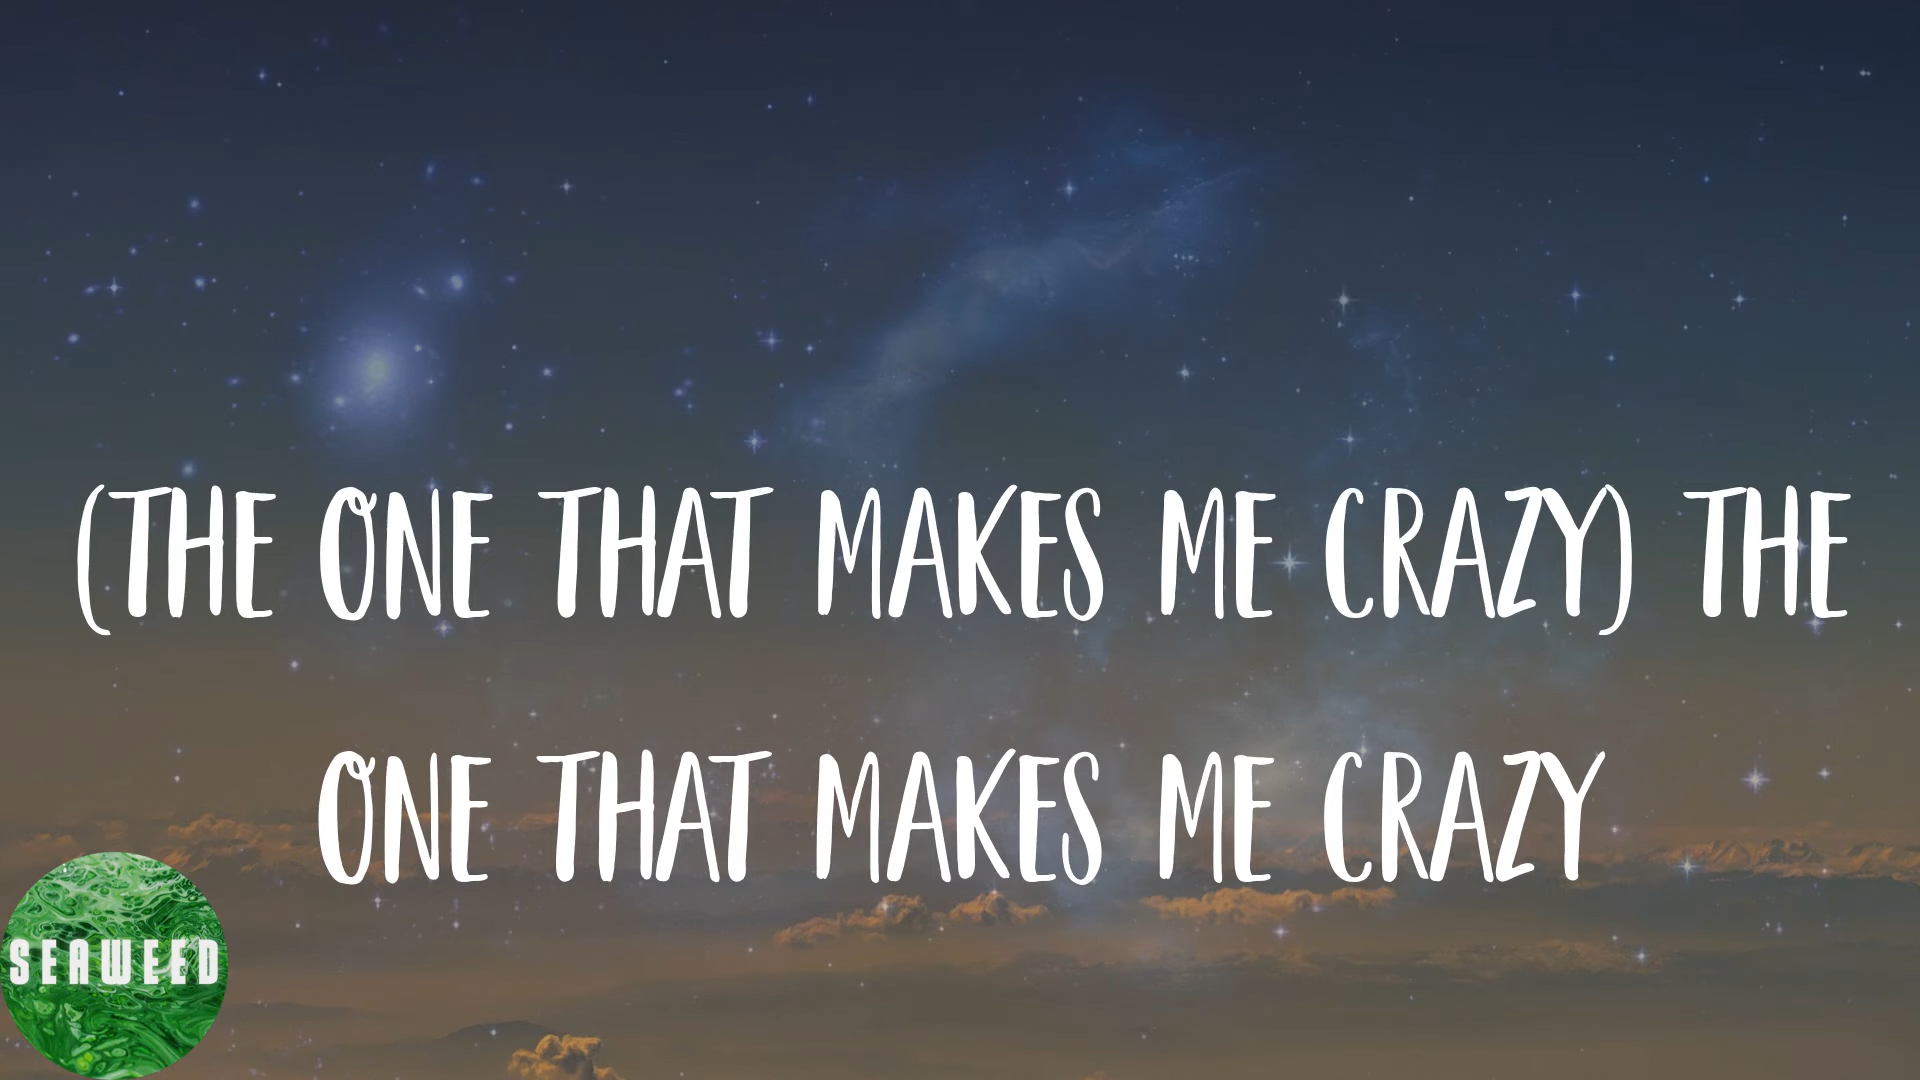 (THE ONE THAT MAKES ME CRAZY) THE
ONE THAT MAKES ME CRAZY
SEAWEED